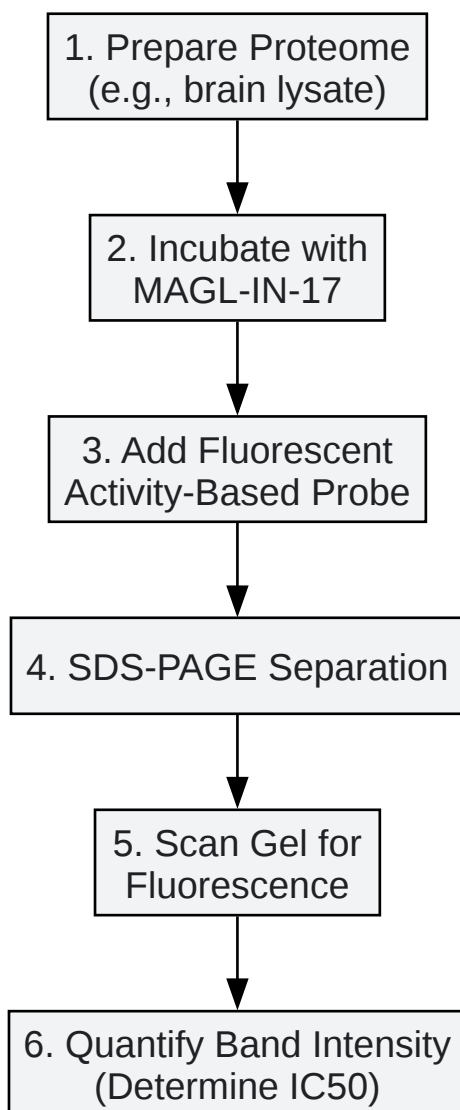 1. Prepare Proteome
(e.g., brain lysate)
2. Incubate with
MAGL-IN-17
3. Add Fluorescent
Activity-Based Probe
4. SDS-PAGE Separation
5. Scan Gel for
Fluorescence
6. Quantify Band Intensity
(Determine IC50)